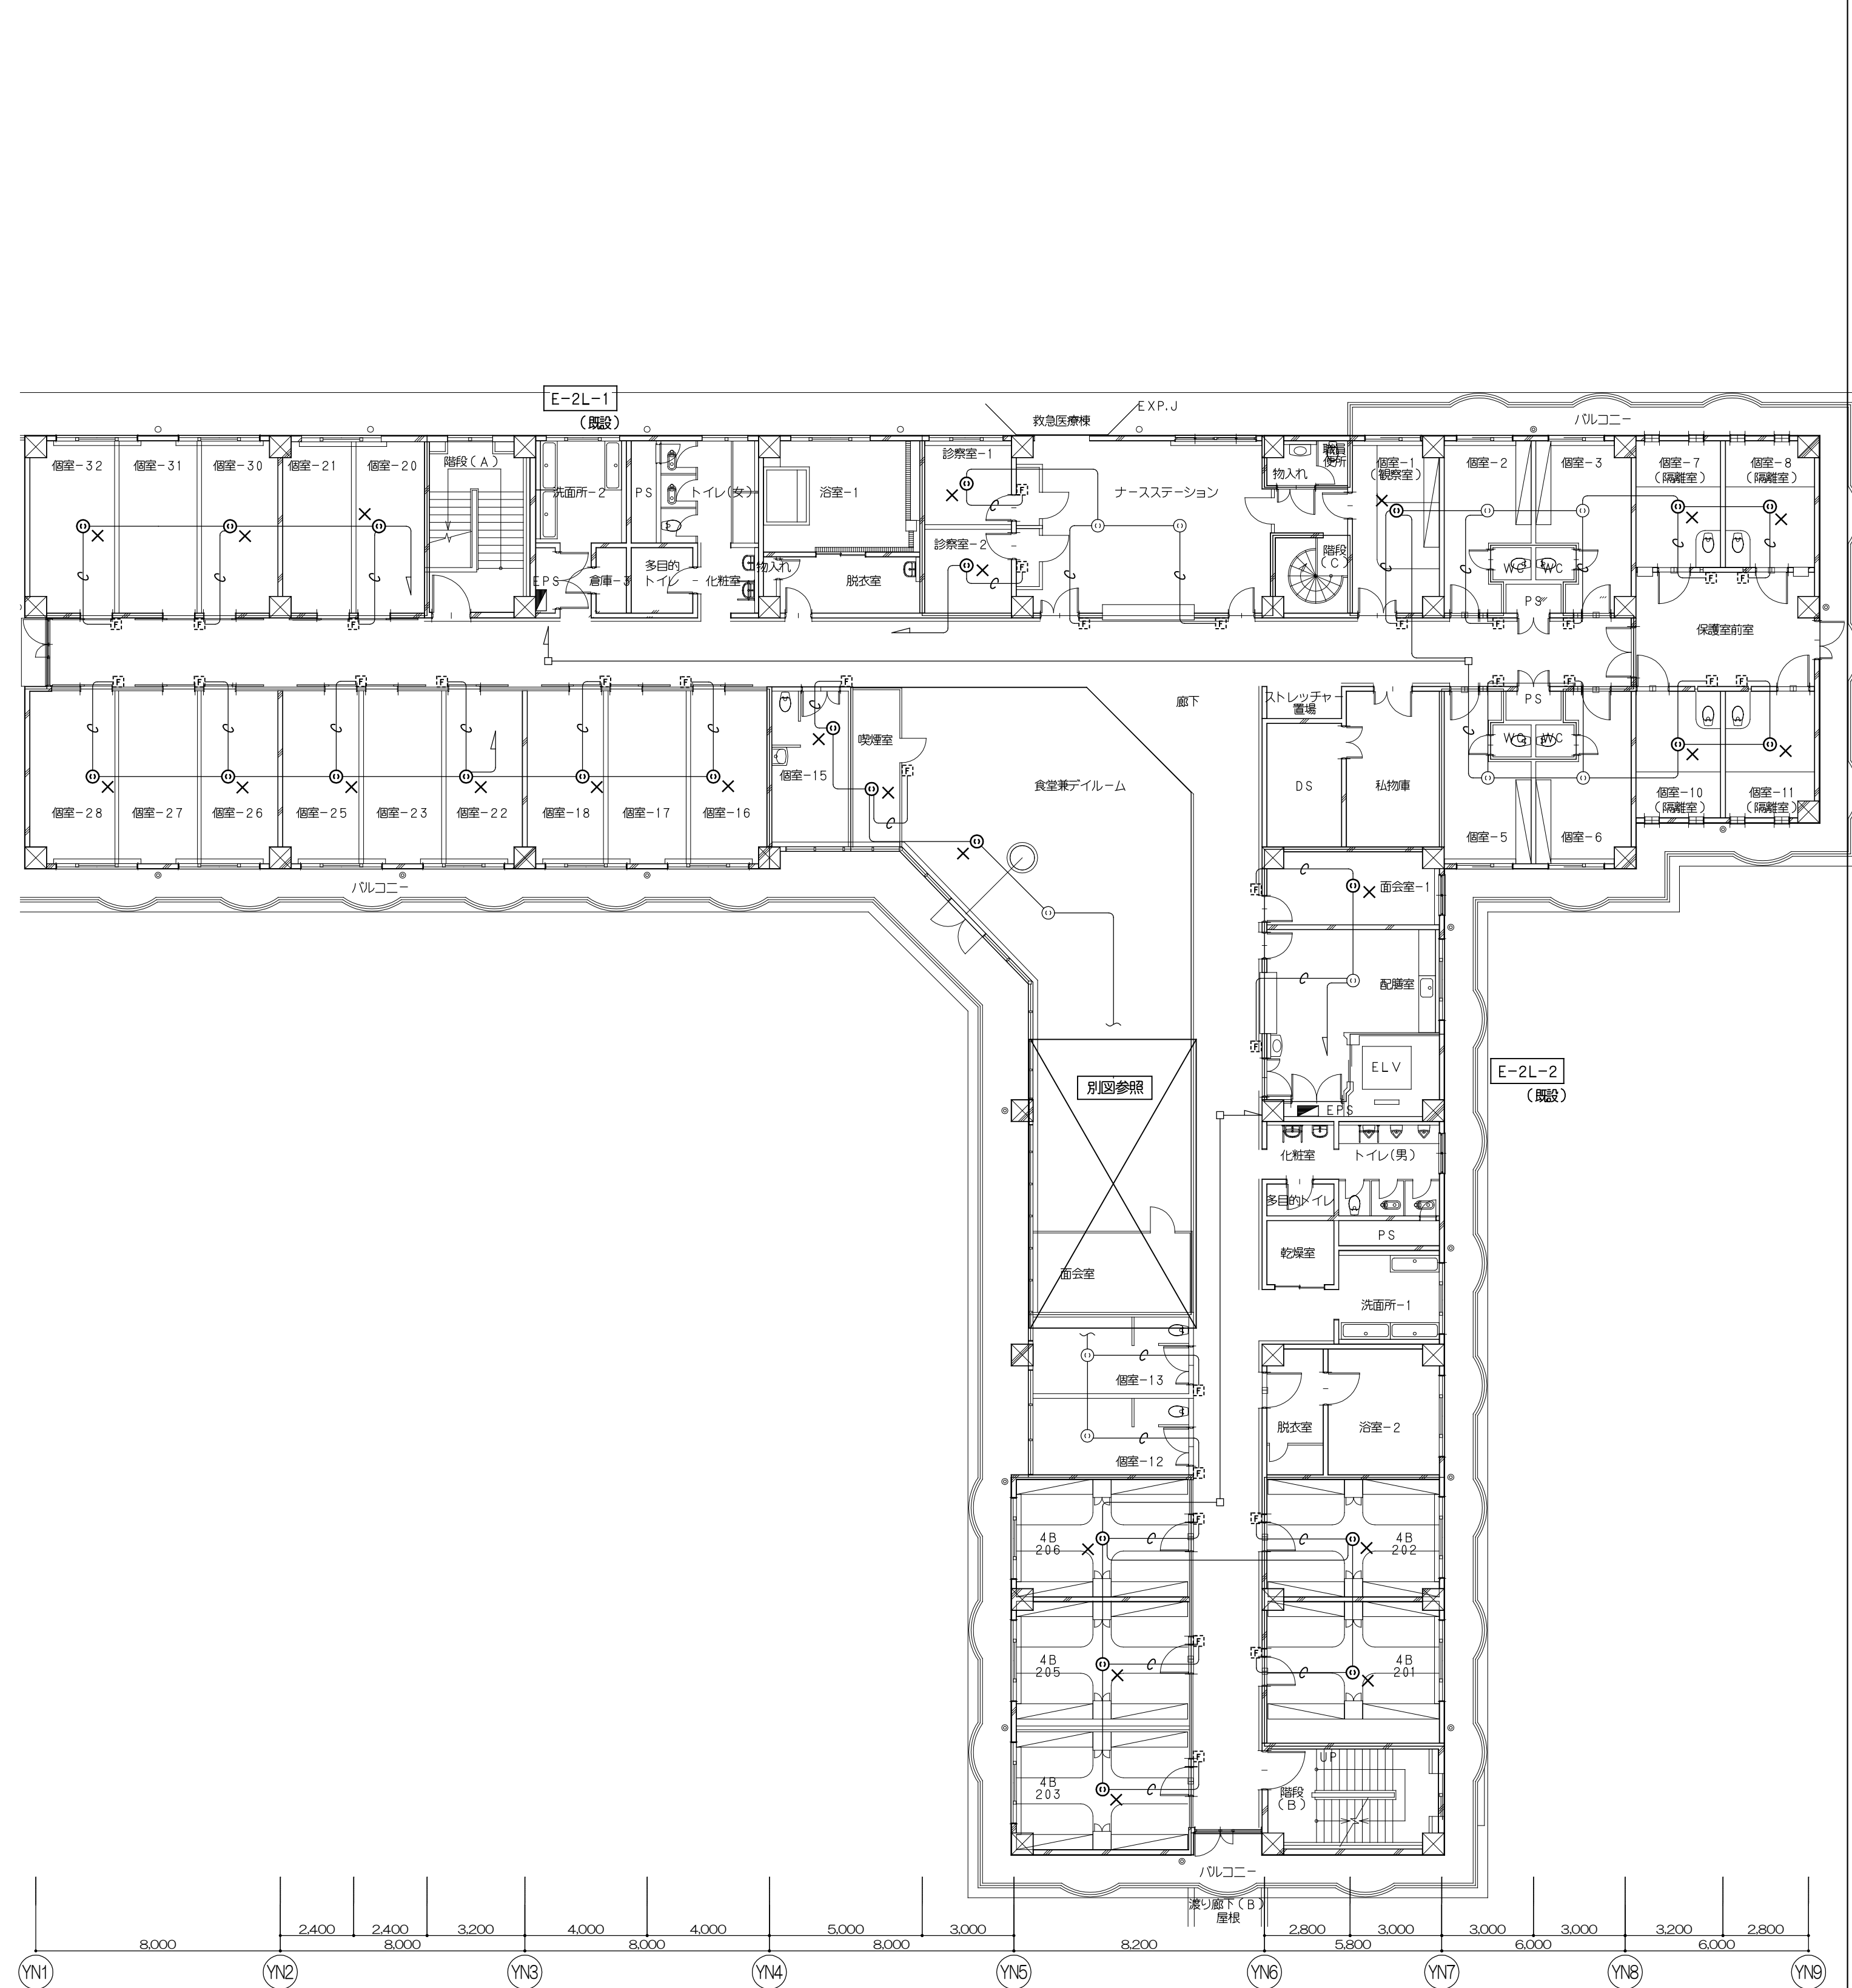 E-2L-1
(既設)
救急医療棟
EXP.J
バルコニー
個室-32
個室-31
個室-30
個室-21
個室-20
階段(A)
洗面所-2
PS
トイレ(女)
浴室-1
診察室-1
ナースステーション
物入れ
職員
便所
個室-1
(観察室)
個室-2
個室-3
個室-7
(隔離室)
個室-8
(隔離室)
診察室-2
階段
(C)
EPS
倉庫-3
多目的
トイレ
化粧室
物入れ
脱衣室
WC
WC
PS
F
F
F
F
F
F
F
F
F
F
F
F
F
保護室前室
F
F
F
F
F
F
F
F
F
F
F
F
廊下
ストレッチャー
置場
PS
喫煙室
個室-15
F
食堂兼デイルーム
DS
私物庫
WC
WC
個室-28
個室-27
個室-26
個室-25
個室-23
個室-22
個室-18
個室-17
個室-16
個室-5
個室-6
個室-10
(隔離室)
個室-11
(隔離室)
バルコニー
F
面会室-1
配膳室
F
ELV
EPS
別図参照
E-2L-2
(既設)
化粧室
トイレ(男)
多目的トイレ
PS
乾燥室
面会室
洗面所-1
個室-13
F
脱衣室
浴室-2
個室-12
F
4B
206
F
F
4B
202
4B
205
F
F
4B
201
4B
203
F
UP
階段
(B)
バルコニー
渡り廊下(B)
屋根
2,400
2,400
3,200
4,000
4,000
5,000
3,000
2,800
3,000
3,000
3,000
3,200
2,800
8,000
8,000
8,000
8,000
8,200
5,800
6,000
6,000
YN1
YN2
YN3
YN4
YN5
YN6
YN7
YN8
YN9